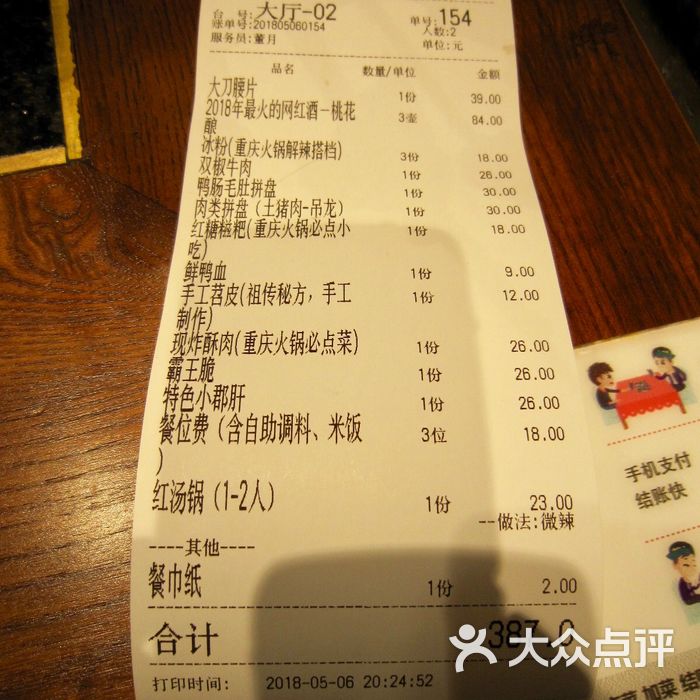 台 号:大厅-02 单号:154
账单号:201805060154 人数:2
服务员:董月 单位:元
品名 数量/单位 金额
大刀腰片 1份 39.00
2018年最火的网红酒－桃花 3壶 84.00
酿
冰粉(重庆火锅解辣搭档) 3份 18.00
双椒牛肉 1份 26.00
鸭肠毛肚拼盘 1份 30.00
肉类拼盘（土猪肉-吊龙） 1份 30.00
红糖糍粑(重庆火锅必点小 1份 18.00
吃)
鲜鸭血 1份 9.00
手工苕皮(祖传秘方，手工 1份 12.00
制作)
现炸酥肉(重庆火锅必点菜) 1份 26.00
霸王脆 1份 26.00
特色小郡肝 1份 26.00
餐位费（含自助调料、米饭 3位 18.00
）
红汤锅（1-2人） 1份 23.00
--做法:微辣
----其他----
餐巾纸 1份 2.00
合计 387.0
打印时间: 2018-05-06 20:24:52
手机支付
结账快
大众点评
加菜